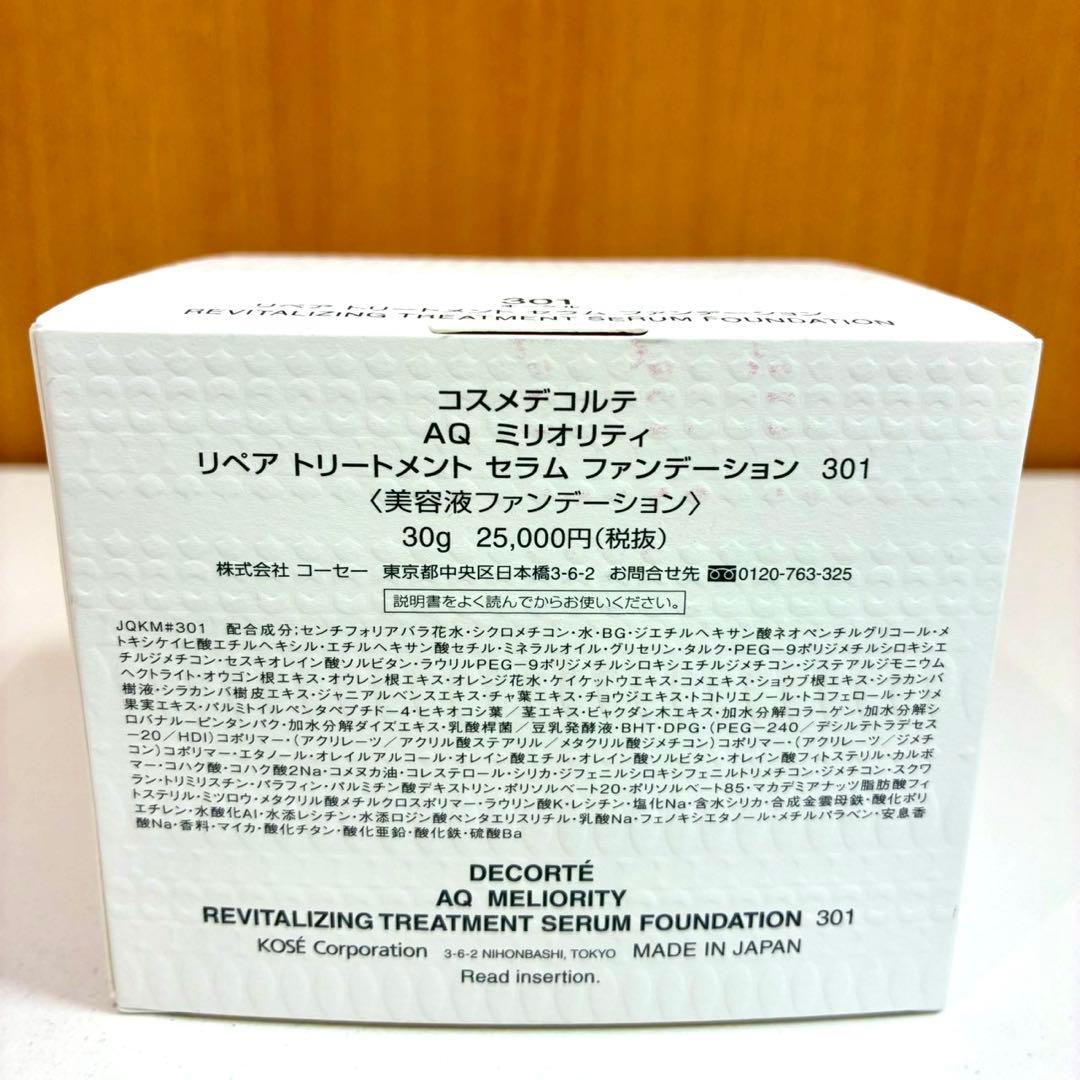 301
リペア トリートメント セラム ファンデーション
REVITALIZING TREATMENT SERUM FOUNDATION
コスメデコルテ
AQ ミリオリティ
リペア トリートメント セラム ファンデーション 301
〈美容液ファンデーション〉
30g 25,000円(税抜)
株式会社 コーセー 東京都中央区日本橋3-6-2 お問合せ先 0120-763-325
説明書をよく読んでからお使いください。
JQKM#301 配合成分;センチフォリアバラ花水・シクロメチコン・水・BG・ジエチルヘキサン酸ネオペンチルグリコール・メ
トキシケイヒ酸エチルヘキシル・エチルヘキサン酸セチル・ミネラルオイル・グリセリン・タルク・PEG-9ポリジメチルシロキシエ
チルジメチコン・セスキオレイン酸ソルビタン・ラウリルPEG-9ポリジメチルシロキシエチルジメチコン・ジステアルジモニウム
ヘクトライト・オウゴン根エキス・オウレン根エキス・オレンジ花水・ケイケットウエキス・コメエキス・ショウブ根エキス・シラカンバ
樹液・シラカンバ樹皮エキス・ジャニアルベンスエキス・チャ葉エキス・チョウジエキス・トコトリエノール・トコフェロール・ナツメ
果実エキス・パルミトイルペンタペプチド-4・ヒキオコシ葉/茎エキス・ビャクダン木エキス・加水分解コラーゲン・加水分解シ
ロバナルーピンタンパク・加水分解ダイズエキス・乳酸桿菌/豆乳発酵液・BHT・DPG・(PEG-240/デシルテトラデセス
-20/HDI)コポリマー・(アクリレーツ/アクリル酸ステアリル/メタクリル酸ジメチコン)コポリマー・(アクリレーツ/ジメチ
コン)コポリマー・エタノール・オレイルアルコール・オレイン酸エチル・オレイン酸ソルビタン・オレイン酸フィトステリル・カルボ
マー・コハク酸・コハク酸2Na・コメヌカ油・コレステロール・シリカ・ジフェニルシロキシフェニルトリメチコン・ジメチコン・スクワ
ラン・トリミリスチン・パラフィン・パルミチン酸デキストリン・ポリソルベート20・ポリソルベート85・マカデミアナッツ脂肪酸フィ
トステリル・ミツロウ・メタクリル酸メチルクロスポリマー・ラウリン酸K・レシチン・塩化Na・含水シリカ・合成金雲母鉄・酸化ポリ
エチレン・水酸化Al・水添レシチン・水添ロジン酸ペンタエリスリチル・乳酸Na・フェノキシエタノール・メチルパラベン・安息香
酸Na・香料・マイカ・酸化チタン・酸化亜鉛・酸化鉄・硫酸Ba
DECORTÉ
AQ MELIORITY
REVITALIZING TREATMENT SERUM FOUNDATION 301
KOSÉ Corporation 3-6-2 NIHONBASHI, TOKYO MADE IN JAPAN
Read insertion.